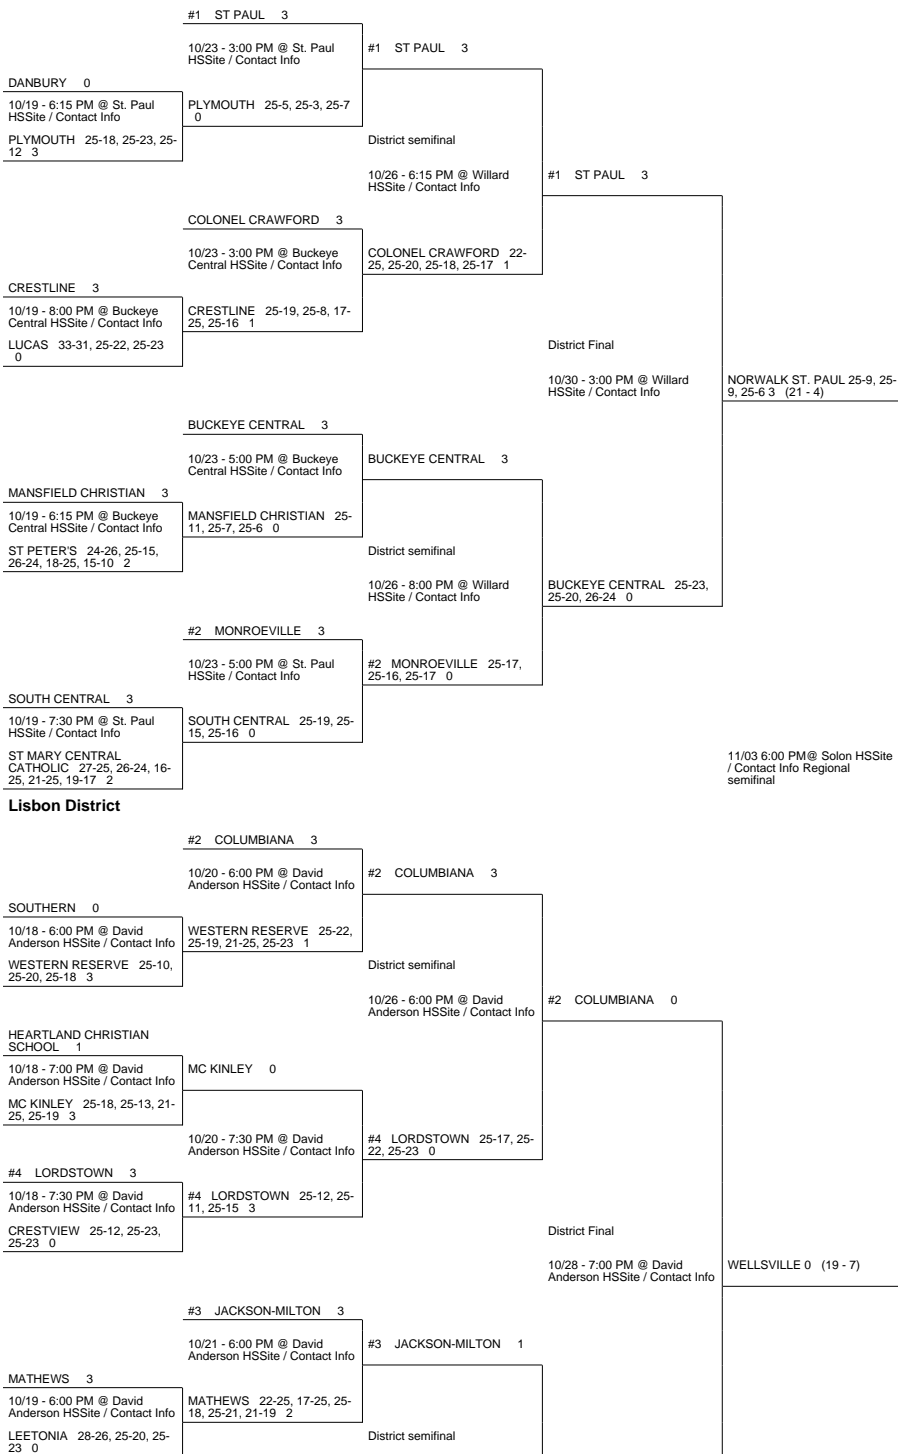 #1 ST PAUL 3
10/23 - 3:00 PM @ St. Paul
HSSite / Contact Info
#1 ST PAUL 3
DANBURY 0
10/19 - 6:15 PM @ St. Paul
HSSite / Contact Info
PLYMOUTH 25-5, 25-3, 25-7
0
PLYMOUTH 25-18, 25-23, 25-
12 3
District semifinal
10/26 - 6:15 PM @ Willard
HSSite / Contact Info
#1 ST PAUL 3
COLONEL CRAWFORD 3
10/23 - 3:00 PM @ Buckeye
Central HSSite / Contact Info
COLONEL CRAWFORD 22-
25, 25-20, 25-18, 25-17 1
CRESTLINE 3
10/19 - 8:00 PM @ Buckeye
Central HSSite / Contact Info
CRESTLINE 25-19, 25-8, 17-
25, 25-16 1
LUCAS 33-31, 25-22, 25-23
0
District Final
10/30 - 3:00 PM @ Willard
HSSite / Contact Info
NORWALK ST. PAUL 25-9, 25-
9, 25-6 3 (21 - 4)
BUCKEYE CENTRAL 3
10/23 - 5:00 PM @ Buckeye
Central HSSite / Contact Info
BUCKEYE CENTRAL 3
MANSFIELD CHRISTIAN 3
10/19 - 6:15 PM @ Buckeye
Central HSSite / Contact Info
MANSFIELD CHRISTIAN 25-
11, 25-7, 25-6 0
ST PETER'S 24-26, 25-15,
26-24, 18-25, 15-10 2
District semifinal
10/26 - 8:00 PM @ Willard
HSSite / Contact Info
BUCKEYE CENTRAL 25-23,
25-20, 26-24 0
#2 MONROEVILLE 3
10/23 - 5:00 PM @ St. Paul
HSSite / Contact Info
#2 MONROEVILLE 25-17,
25-16, 25-17 0
SOUTH CENTRAL 3
10/19 - 7:30 PM @ St. Paul
HSSite / Contact Info
SOUTH CENTRAL 25-19, 25-
15, 25-16 0
ST MARY CENTRAL
CATHOLIC 27-25, 26-24, 16-
25, 21-25, 19-17 2
11/03 6:00 PM@ Solon HSSite
/ Contact Info Regional
semifinal
Lisbon District
#2 COLUMBIANA 3
10/20 - 6:00 PM @ David
Anderson HSSite / Contact Info
#2 COLUMBIANA 3
SOUTHERN 0
10/18 - 6:00 PM @ David
Anderson HSSite / Contact Info
WESTERN RESERVE 25-22,
25-19, 21-25, 25-23 1
WESTERN RESERVE 25-10,
25-20, 25-18 3
District semifinal
10/26 - 6:00 PM @ David
Anderson HSSite / Contact Info
#2 COLUMBIANA 0
HEARTLAND CHRISTIAN
SCHOOL 1
10/18 - 7:00 PM @ David
Anderson HSSite / Contact Info
MC KINLEY 0
MC KINLEY 25-18, 25-13, 21-
25, 25-19 3
10/20 - 7:30 PM @ David
Anderson HSSite / Contact Info
#4 LORDSTOWN 25-17, 25-
22, 25-23 0
#4 LORDSTOWN 3
10/18 - 7:30 PM @ David
Anderson HSSite / Contact Info
#4 LORDSTOWN 25-12, 25-
11, 25-15 3
CRESTVIEW 25-12, 25-23,
25-23 0
District Final
10/28 - 7:00 PM @ David
Anderson HSSite / Contact Info
WELLSVILLE 0 (19 - 7)
#3 JACKSON-MILTON 3
10/21 - 6:00 PM @ David
Anderson HSSite / Contact Info
#3 JACKSON-MILTON 1
MATHEWS 3
10/19 - 6:00 PM @ David
Anderson HSSite / Contact Info
MATHEWS 22-25, 17-25, 25-
18, 25-21, 21-19 2
LEETONIA 28-26, 25-20, 25-
23 0
District semifinal